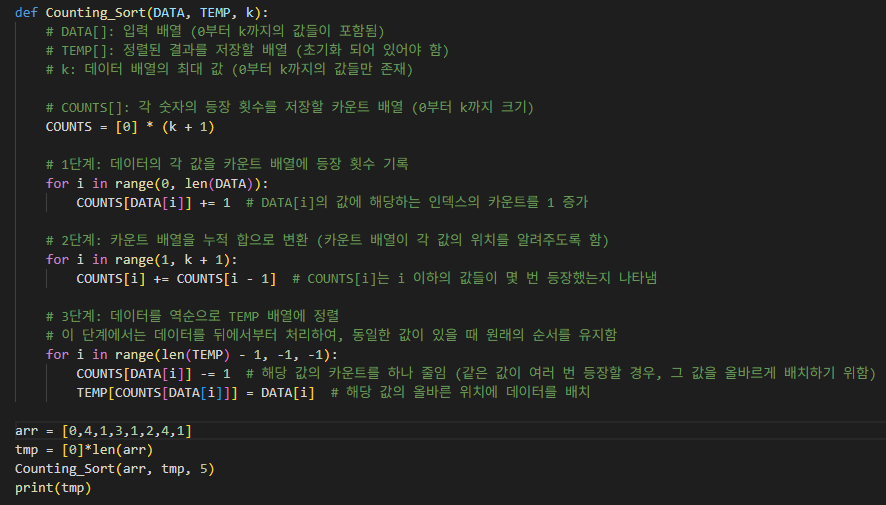 def Counting_Sort(DATA, TEMP, k):
    # DATA[]: 입력 배열 (0부터 k까지의 값들이 포함됨)
    # TEMP[]: 정렬된 결과를 저장할 배열 (초기화 되어 있어야 함)
    # k: 데이터 배열의 최대 값 (0부터 k까지의 값들만 존재)
    # COUNTS[]: 각 숫자의 등장 횟수를 저장할 카운트 배열 (0부터 k까지 크기)
    COUNTS = [0] * (k + 1)
    # 1단계: 데이터의 각 값을 카운트 배열에 등장 횟수 기록
    for i in range(0, len(DATA)):
        COUNTS[DATA[i]] += 1  # DATA[i]의 값에 해당하는 인덱스의 카운트를 1 증가
    # 2단계: 카운트 배열을 누적 합으로 변환 (카운트 배열이 각 값의 위치를 알려주도록 함)
    for i in range(1, k + 1):
        COUNTS[i] += COUNTS[i - 1]  # COUNTS[i]는 i 이하의 값들이 몇 번 등장했는지 나타냄
    # 3단계: 데이터를 역순으로 TEMP 배열에 정렬
    # 이 단계에서는 데이터를 뒤에서부터 처리하여, 동일한 값이 있을 때 원래의 순서를 유지함
    for i in range(len(TEMP) - 1, -1, -1):
        COUNTS[DATA[i]] -= 1  # 해당 값의 카운트를 하나 줄임 (같은 값이 여러 번 등장할 경우, 그 값을 올바르게 배치하기 위함)
        TEMP[COUNTS[DATA[i]]] = DATA[i]  # 해당 값의 올바른 위치에 데이터를 배치
arr = [0,4,1,3,1,2,4,1]
tmp = [0]*len(arr)
Counting_Sort(arr, tmp, 5)
print(tmp)